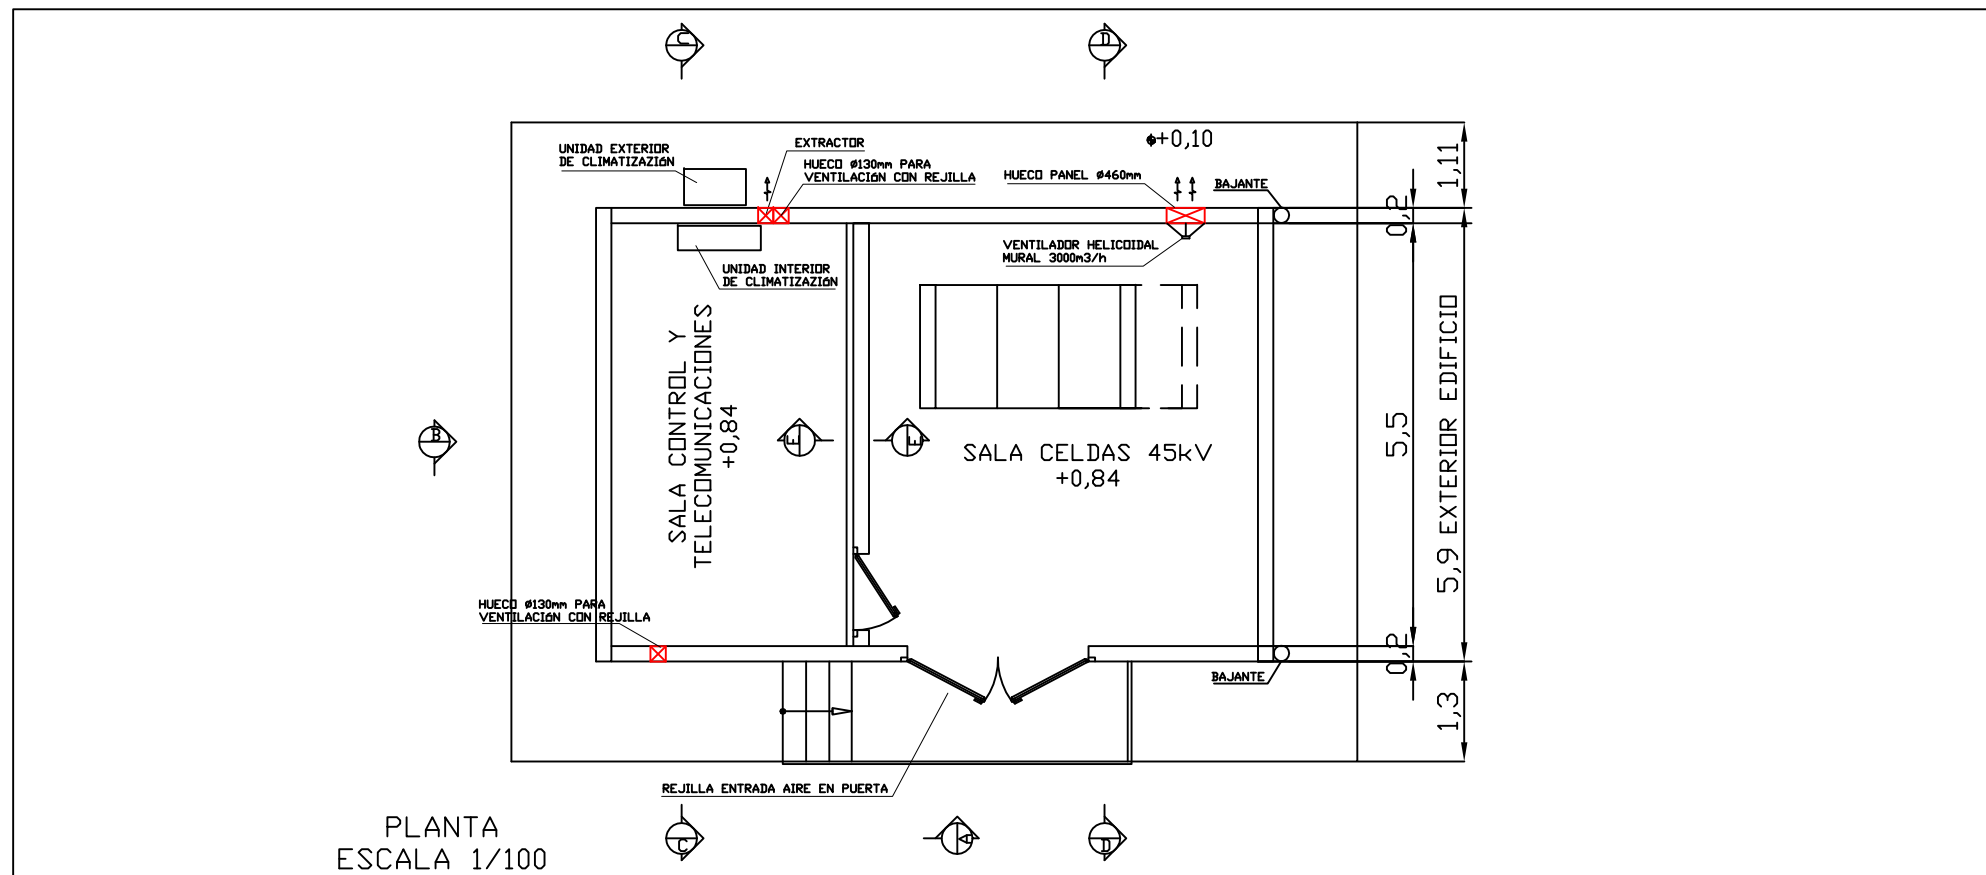 C
D
+0,10
UNIDAD EXTERIOR
DE CLIMATIZAZIóN
EXTRACTOR
HUECO ø130mm PARA
VENTILACIóN CON REJILLA
HUECO PANEL ø460mm
BAJANTE
1,11
0,2
UNIDAD INTERIOR
DE CLIMATIZAZIóN
VENTILADOR HELICOIDAL
MURAL 3000m3/h
SALA CONTROL Y
TELECOMUNICACIONES
+0,84
B
E
E
SALA CELDAS 45kV
+0,84
5,5
5,9 EXTERIOR EDIFICIO
HUECO ø130mm PARA
VENTILACIóN CON REJILLA
0,2
BAJANTE
1,3
REJILLA ENTRADA AIRE EN PUERTA
C
A
D
PLANTA
ESCALA 1/100